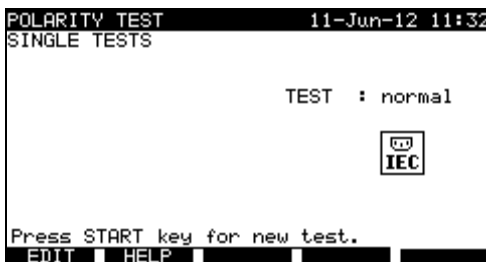 POLARITY TEST 11-Jun-12 11:32
SINGLE TESTS
TEST : normal
IEC
Press START key for new test.
EDIT HELP